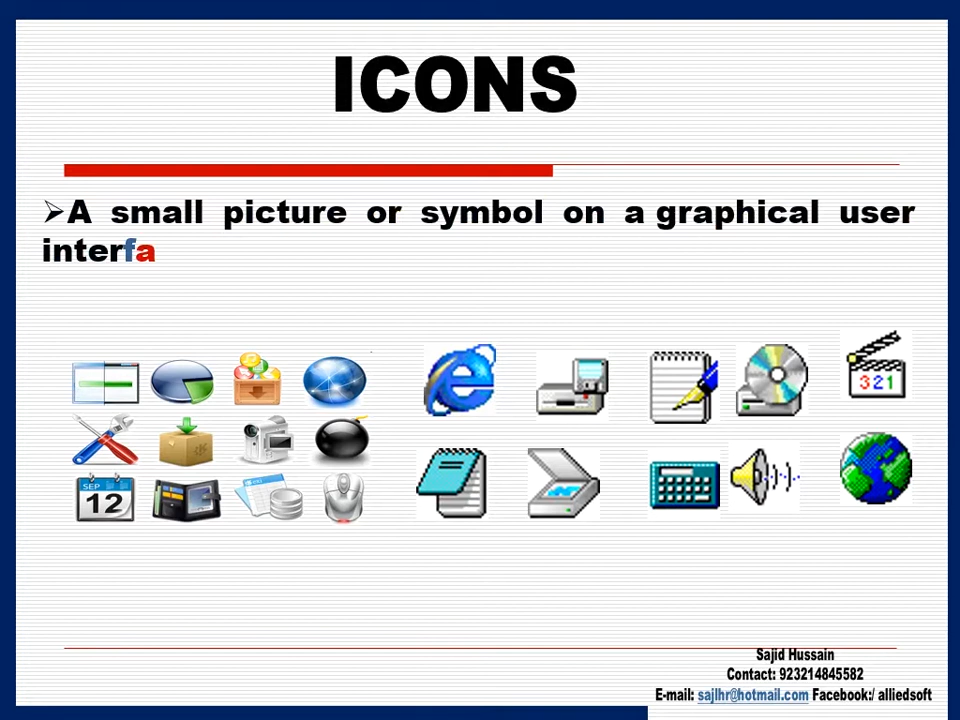 ICONS
➢A small picture or symbol on a graphical user
interfa
321
SEP
12
Sajid Hussain
Contact: 923214845582
E-mail: sajlhr@hotmail.com Facebook:/ alliedsoft